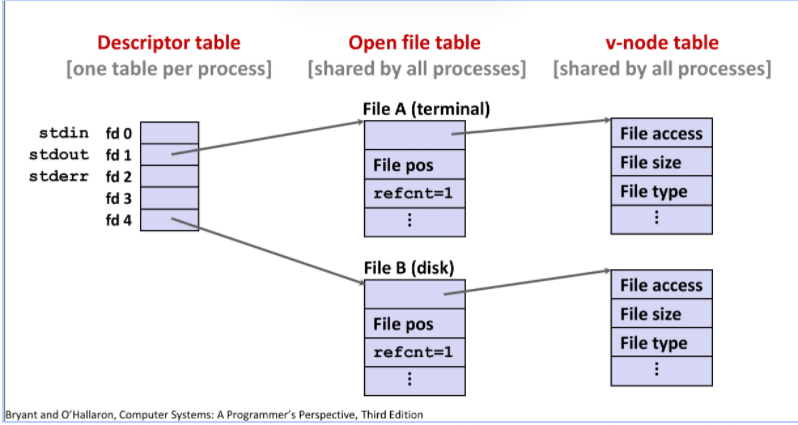 Descriptor table
[one table per process]
Open file table
[shared by all processes]
v-node table
[shared by all processes]
stdin fd 0
stdout fd 1
stderr fd 2
fd 3
fd 4
File A (terminal)
File pos
refcnt=1
⋮
File access
File size
File type
⋮
File B (disk)
File pos
refcnt=1
⋮
File access
File size
File type
⋮
Bryant and O'Hallaron, Computer Systems: A Programmer's Perspective, Third Edition